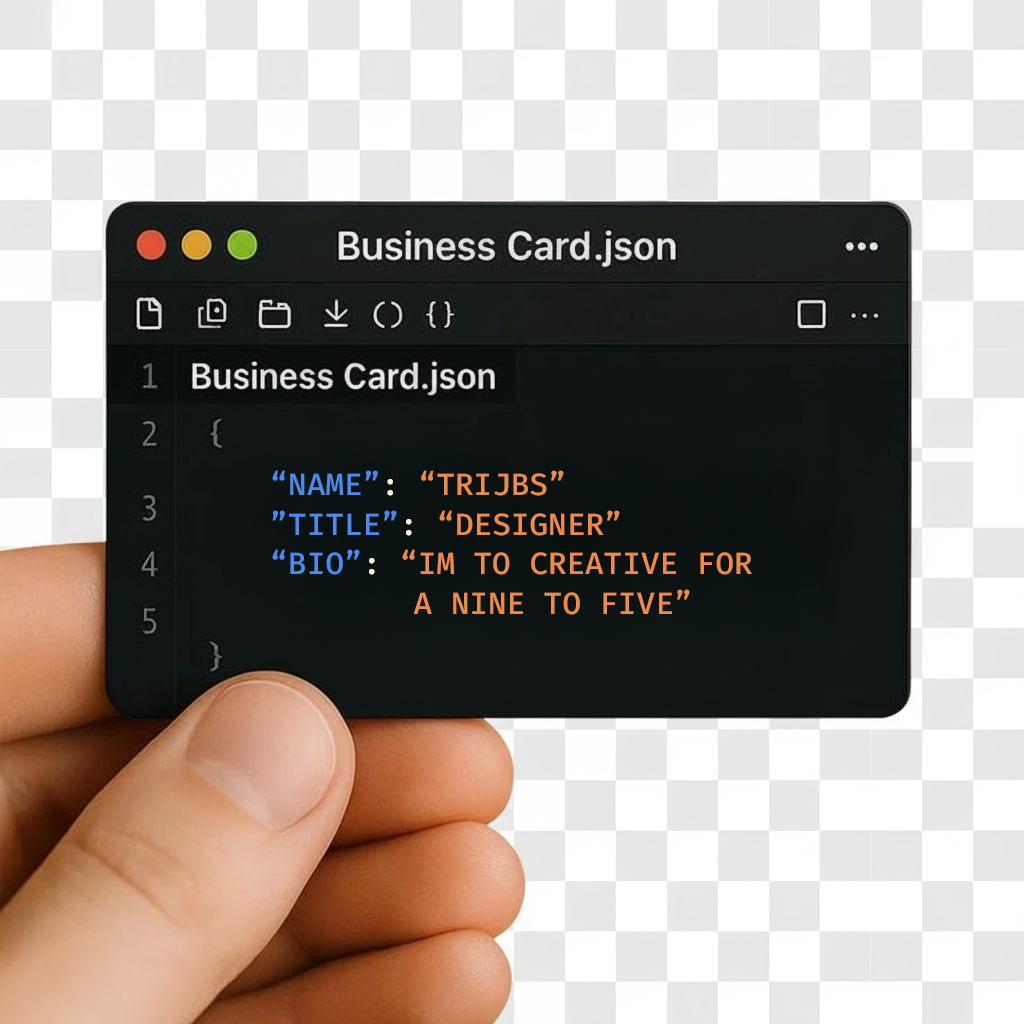 Business Card.json
1 Business Card.json
2 {
“NAME”: “TRIJBS”
3
”TITLE”: “DESIGNER”
4 “BIO”: “IM TO CREATIVE FOR
A NINE TO FIVE”
5
}